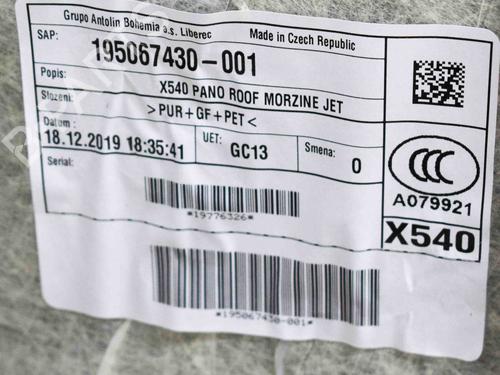 Grupo Antolin Bohemia a.s. Liberec
Made in Czech Republic
SAP:
195067430-001
Popis:
X540 PANO ROOF MORZINE JET
Slozeni:
>PUR+GF+PET<
Datum:
18.12.2019 18:35:41
UET:
GC13
Smena:
0
Serial:
*19776326*
*195067430-001*
CCC
A079921
X540